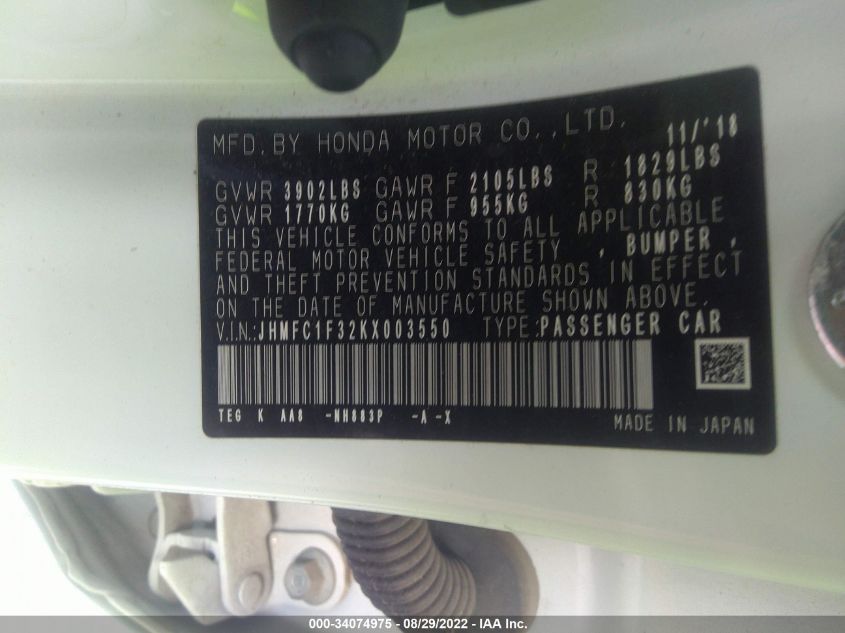 MFD. BY HONDA MOTOR CO., LTD. 11/'18
GVWR 3902LBS GAWR F 2105LBS R 1829LBS
GVWR 1770KG GAWR F 955KG R 830KG
THIS VEHICLE CONFORMS TO ALL APPLICABLE
FEDERAL MOTOR VEHICLE SAFETY , BUMPER ,
AND THEFT PREVENTION STANDARDS IN EFFECT
ON THE DATE OF MANUFACTURE SHOWN ABOVE.
V.IN.:JHMFC1F32KX003550 TYPE:PASSENGER CAR
TEG K AA8 -NH883P -A -X
MADE IN JAPAN
000-34074975 - 08/29/2022 - IAA Inc.